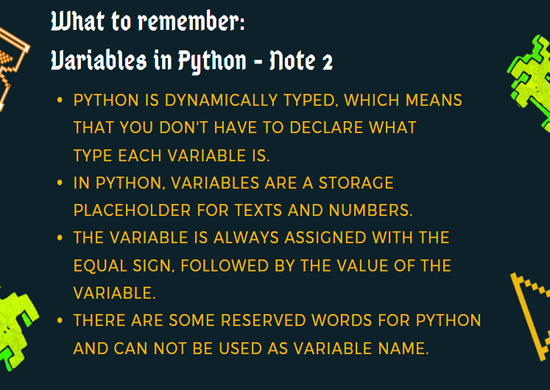 What to remember:
Variables in Python - Note 2
• PYTHON IS DYNAMICALLY TYPED, WHICH MEANS
THAT YOU DON'T HAVE TO DECLARE WHAT
TYPE EACH VARIABLE IS.
• IN PYTHON, VARIABLES ARE A STORAGE
PLACEHOLDER FOR TEXTS AND NUMBERS.
• THE VARIABLE IS ALWAYS ASSIGNED WITH THE
EQUAL SIGN, FOLLOWED BY THE VALUE OF THE
VARIABLE.
• THERE ARE SOME RESERVED WORDS FOR PYTHON
AND CAN NOT BE USED AS VARIABLE NAME.